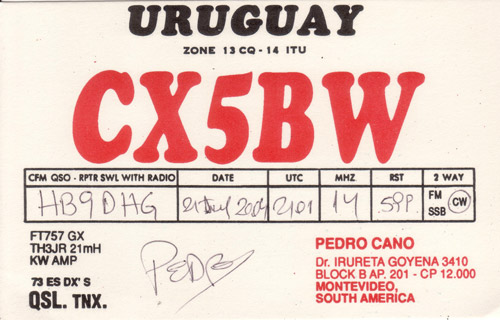 URUGUAY
ZONE 13 CQ - 14 ITU
CX5BW
CFM QSO - RPTR SWL WITH RADIO DATE UTC MHZ RST 2 WAY
HB9DHG 21 2101 14 FM
SSB CW
FT757 GX
TH3JR 21mH
KW AMP
73 ES DX'S
QSL. TNX.
PEDRO
PEDRO CANO
Dr. IRURETA GOYENA 3410
BLOCK B AP. 201 - CP 12.000
MONTEVIDEO,
SOUTH AMERICA